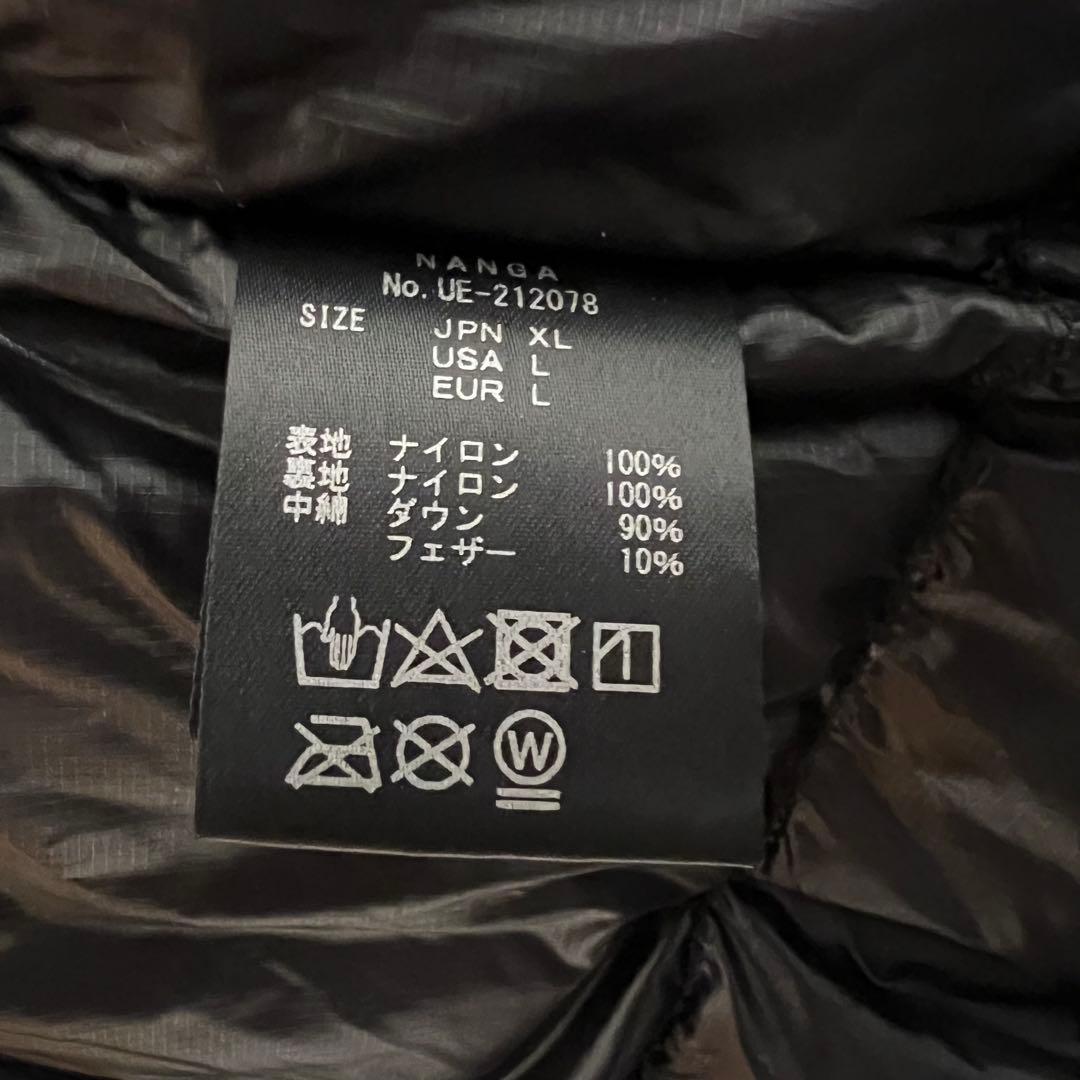 NANGA
No. UE-212078
SIZE JPN XL
USA L
EUR L
表地 ナイロン 100%
裏地 ナイロン 100%
中綿 ダウン 90%
フェザー 10%
W